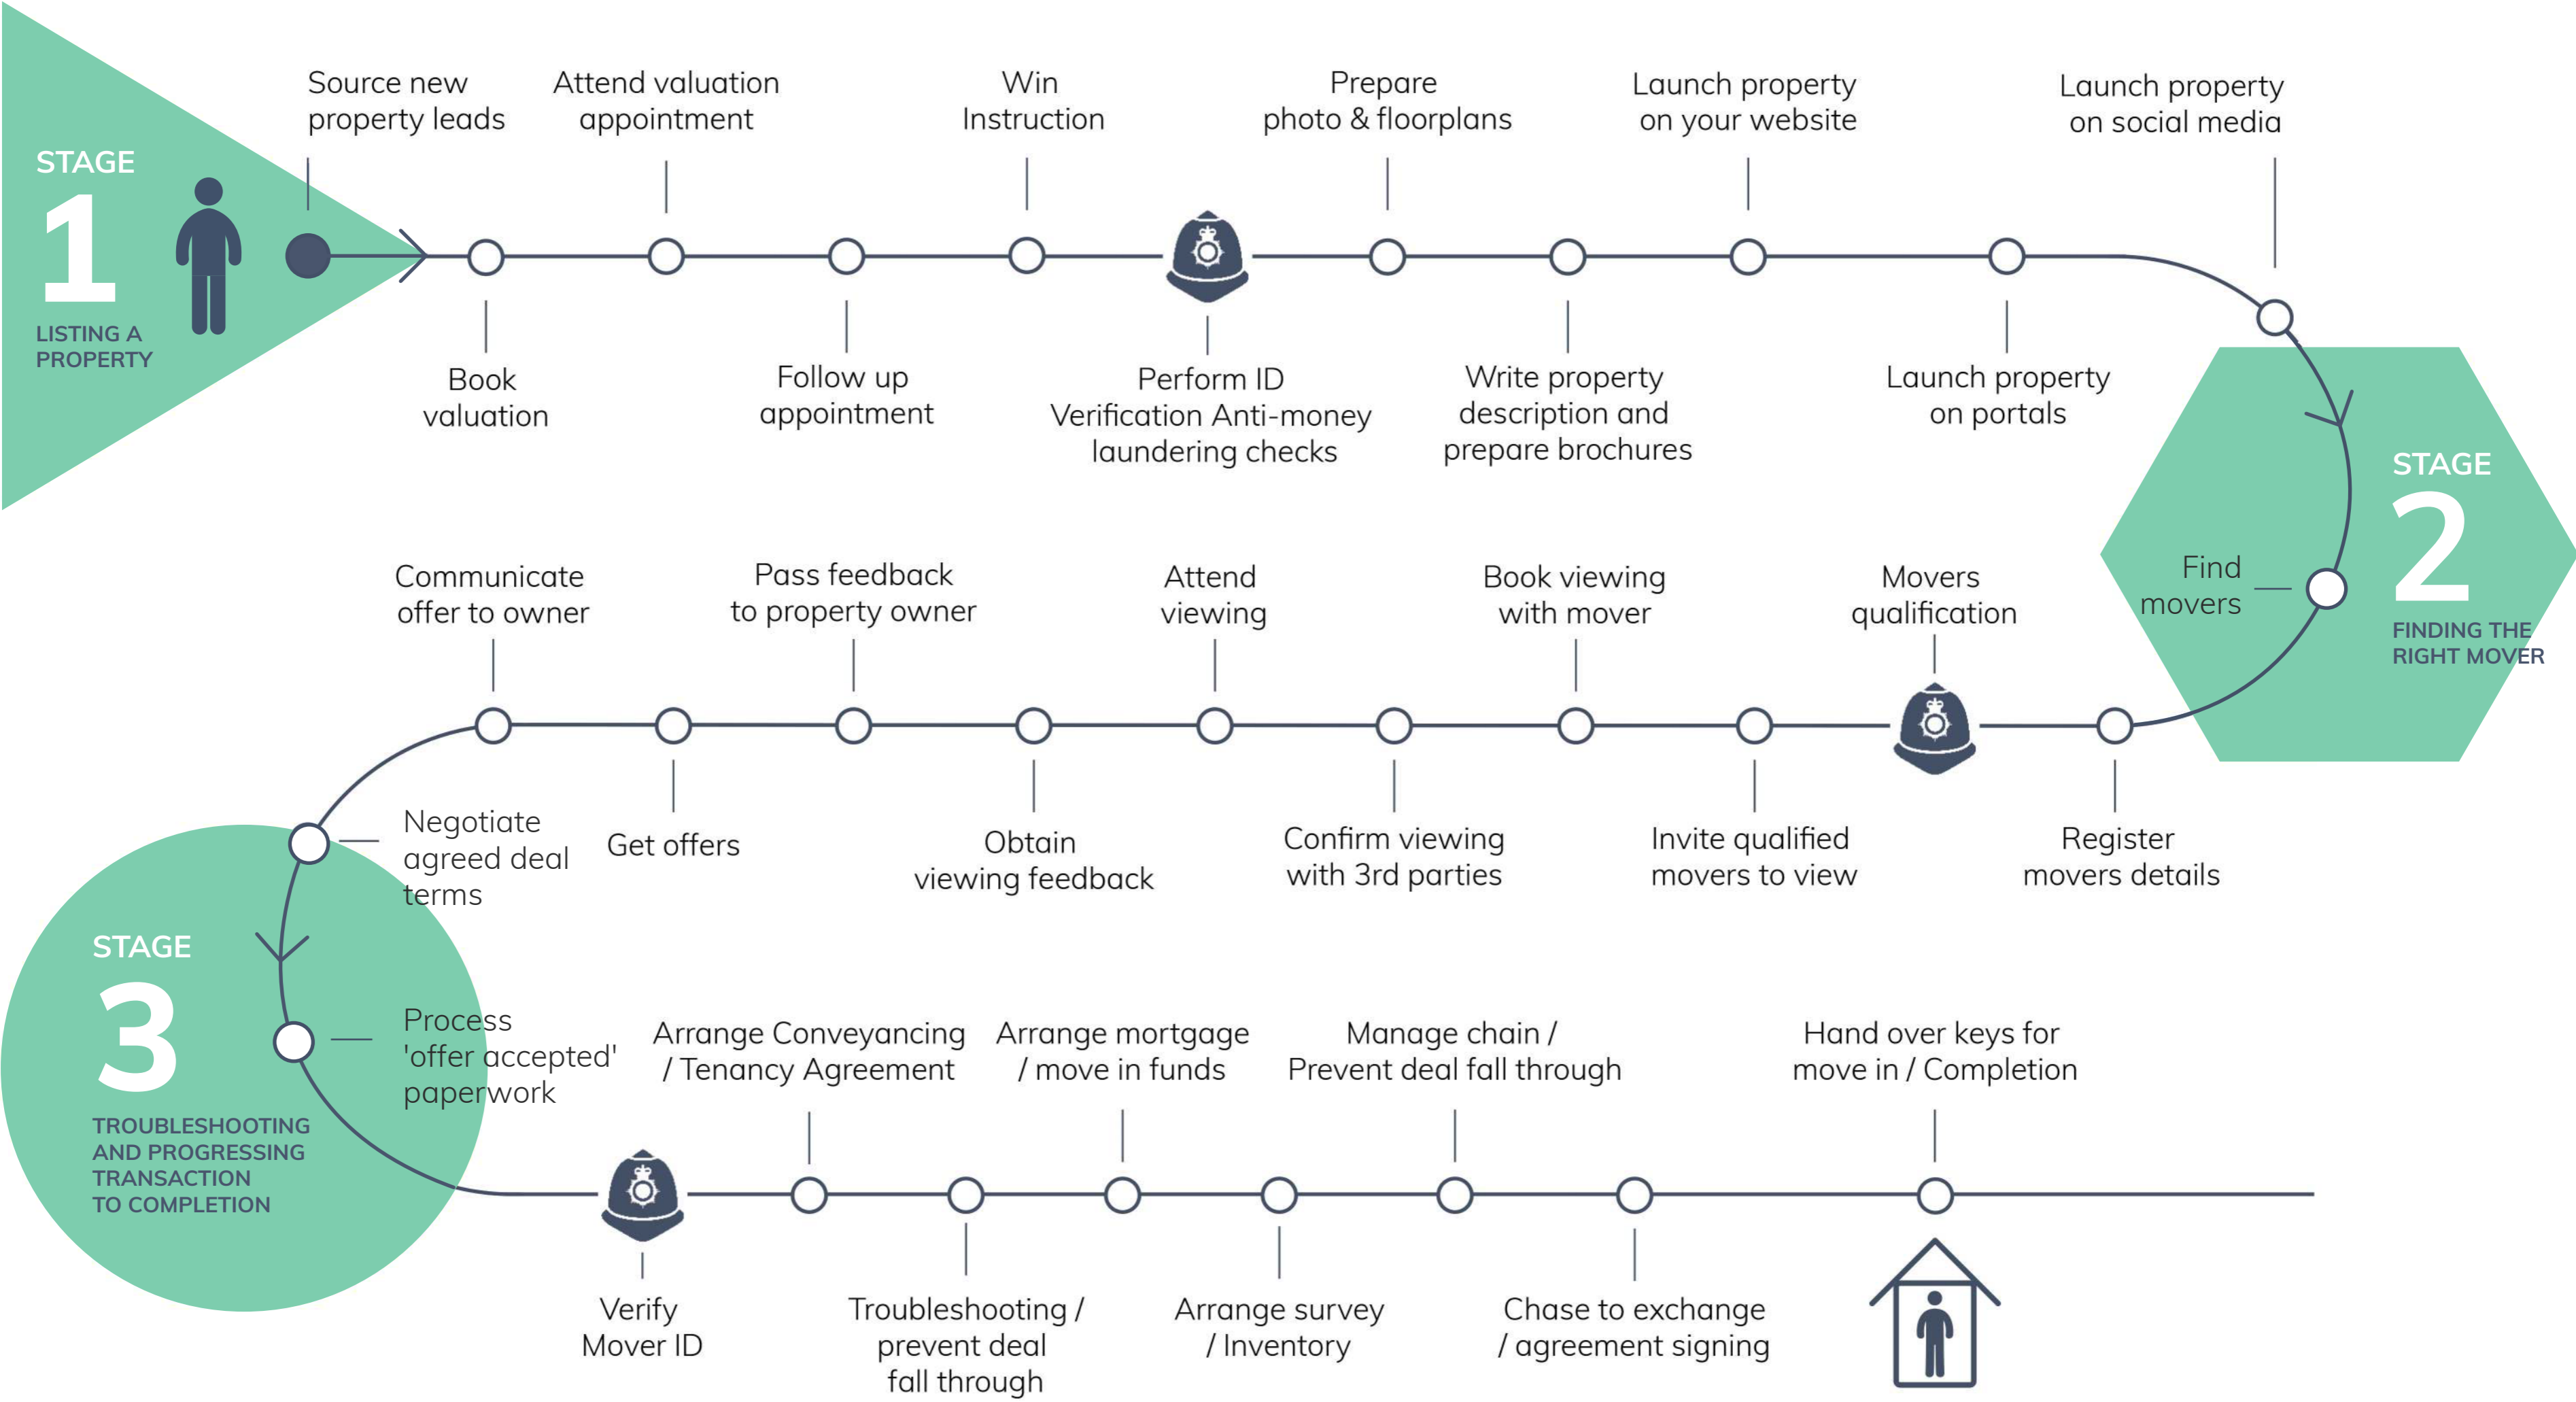 STAGE
1
LISTING A
PROPERTY
Source new
property leads
Book
valuation
Attend valuation
appointment
Follow up
appointment
Win
Instruction
Perform ID
Verification Anti-money
laundering checks
Prepare
photo & floorplans
Write property
description and
prepare brochures
Launch property
on your website
Launch property
on portals
Launch property
on social media
STAGE
2
FINDING THE
RIGHT MOVER
Find
movers
Register
movers details
Movers
qualification
Invite qualified
movers to view
Book viewing
with mover
Confirm viewing
with 3rd parties
Attend
viewing
Obtain
viewing feedback
Pass feedback
to property owner
Get offers
Communicate
offer to owner
Negotiate
agreed deal
terms
STAGE
3
TROUBLESHOOTING
AND PROGRESSING
TRANSACTION
TO COMPLETION
Process
'offer accepted'
paperwork
Verify
Mover ID
Arrange Conveyancing
/ Tenancy Agreement
Troubleshooting /
prevent deal
fall through
Arrange mortgage
/ move in funds
Arrange survey
/ Inventory
Manage chain /
Prevent deal fall through
Chase to exchange
/ agreement signing
Hand over keys for
move in / Completion